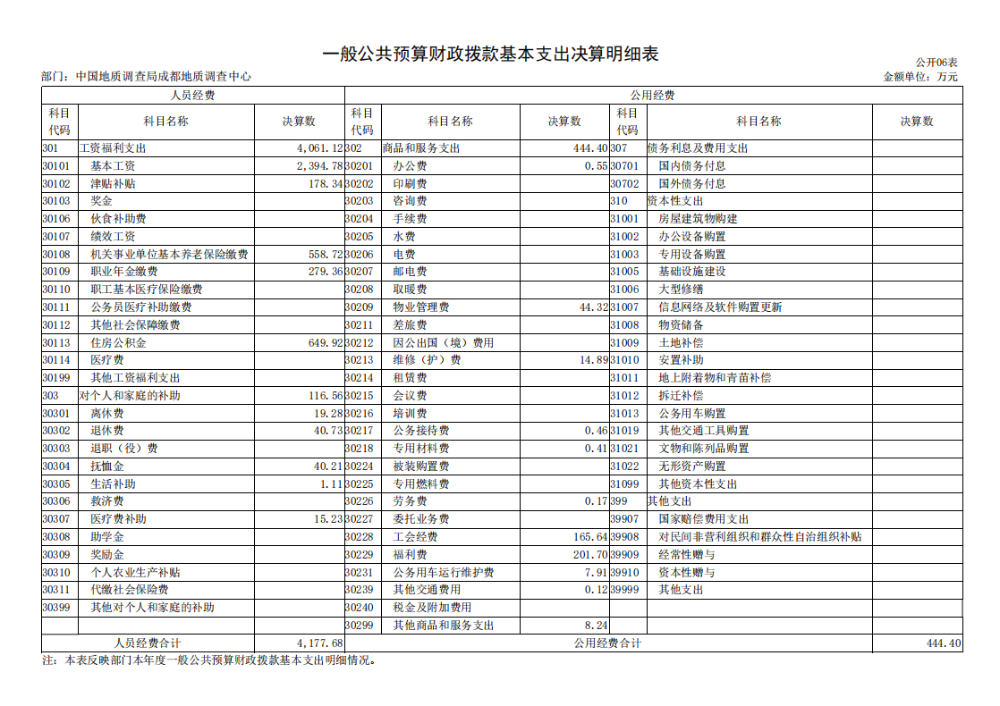 一般公共预算财政拨款基本支出决算明细表
公开06表
部门：中国地质调查局成都地质调查中心 金额单位：万元
人员经费 公用经费
科目代码 科目名称 决算数 科目代码 科目名称 决算数 科目代码 科目名称 决算数
301 工资福利支出 4,061.12 302 商品和服务支出 444.40 307 债务利息及费用支出
30101 基本工资 2,394.78 30201 办公费 0.55 30701 国内债务付息
30102 津贴补贴 178.34 30202 印刷费 30702 国外债务付息
30103 奖金 30203 咨询费 310 资本性支出
30106 伙食补助费 30204 手续费 31001 房屋建筑物购建
30107 绩效工资 30205 水费 31002 办公设备购置
30108 机关事业单位基本养老保险缴费 558.72 30206 电费 31003 专用设备购置
30109 职业年金缴费 279.36 30207 邮电费 31005 基础设施建设
30110 职工基本医疗保险缴费 30208 取暖费 31006 大型修缮
30111 公务员医疗补助缴费 30209 物业管理费 44.32 31007 信息网络及软件购置更新
30112 其他社会保障缴费 30211 差旅费 31008 物资储备
30113 住房公积金 649.92 30212 因公出国（境）费用 31009 土地补偿
30114 医疗费 30213 维修（护）费 14.89 31010 安置补助
30199 其他工资福利支出 30214 租赁费 31011 地上附着物和青苗补偿
303 对个人和家庭的补助 116.56 30215 会议费 31012 拆迁补偿
30301 离休费 19.28 30216 培训费 31013 公务用车购置
30302 退休费 40.73 30217 公务接待费 0.46 31019 其他交通工具购置
30303 退职（役）费 30218 专用材料费 0.41 31021 文物和陈列品购置
30304 抚恤金 40.21 30224 被装购置费 31022 无形资产购置
30305 生活补助 1.11 30225 专用燃料费 31099 其他资本性支出
30306 救济费 30226 劳务费 0.17 399 其他支出
30307 医疗费补助 15.23 30227 委托业务费 39907 国家赔偿费用支出
30308 助学金 30228 工会经费 165.64 39908 对民间非营利组织和群众性自治组织补贴
30309 奖励金 30229 福利费 201.70 39909 经常性赠与
30310 个人农业生产补贴 30231 公务用车运行维护费 7.91 39910 资本性赠与
30311 代缴社会保险费 30239 其他交通费用 0.12 39999 其他支出
30399 其他对个人和家庭的补助 30240 税金及附加费用
30299 其他商品和服务支出 8.24
人员经费合计 4,177.68 公用经费合计 444.40
注：本表反映部门本年度一般公共预算财政拨款基本支出明细情况。